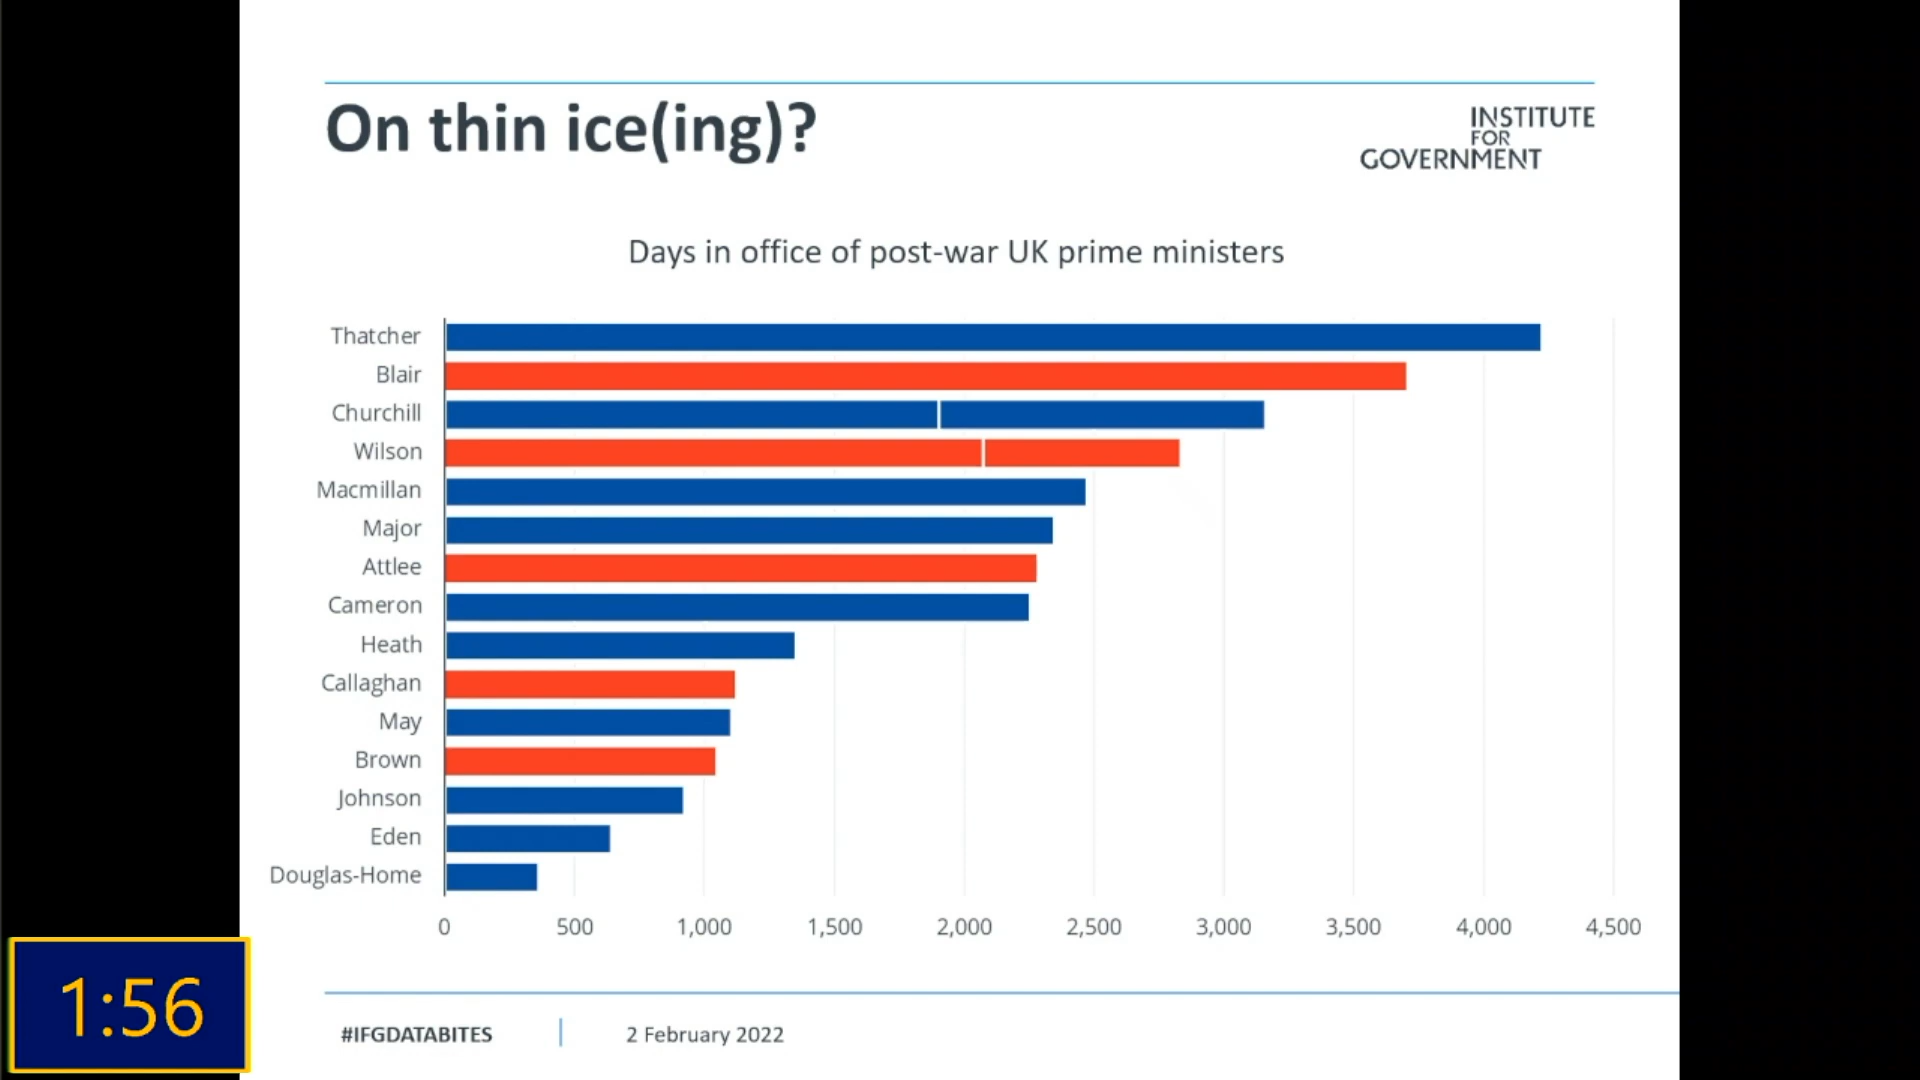 On thin ice(ing)?
INSTITUTE
FOR
GOVERNMENT
Days in office of post-war UK prime ministers
Thatcher
Blair
Churchill
Wilson
Macmillan
Major
Attlee
Cameron
Heath
Callaghan
May
Brown
Johnson
Eden
Douglas-Home
0 500 1,000 1,500 2,000 2,500 3,000 3,500 4,000 4,500
1:56
#IFGDATABITES
2 February 2022